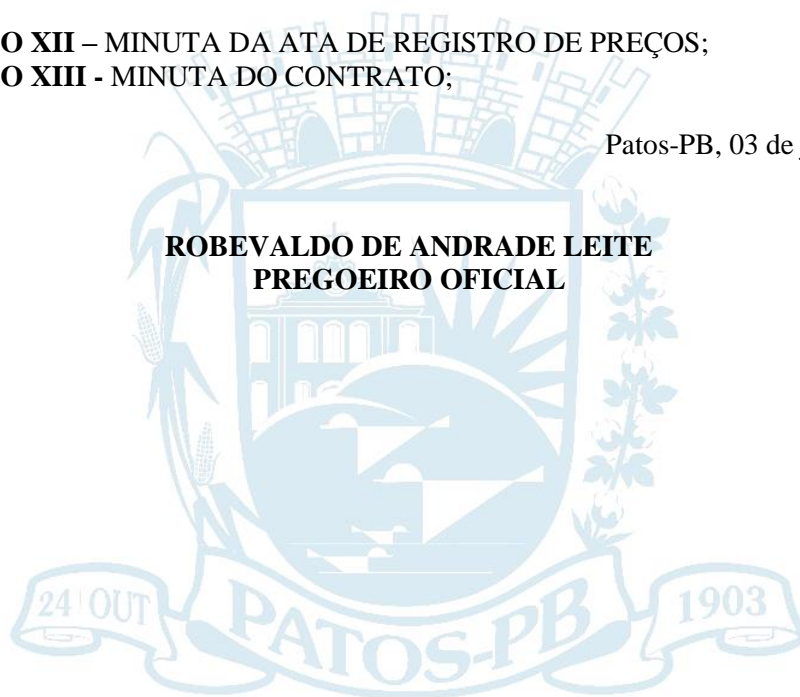 O XII – MINUTA DA ATA DE REGISTRO DE PREÇOS;
O XIII - MINUTA DO CONTRATO;
Patos-PB, 03 de
ROBEVALDO DE ANDRADE LEITE
PREGOEIRO OFICIAL
24 OUT
PATOS-PB
1903